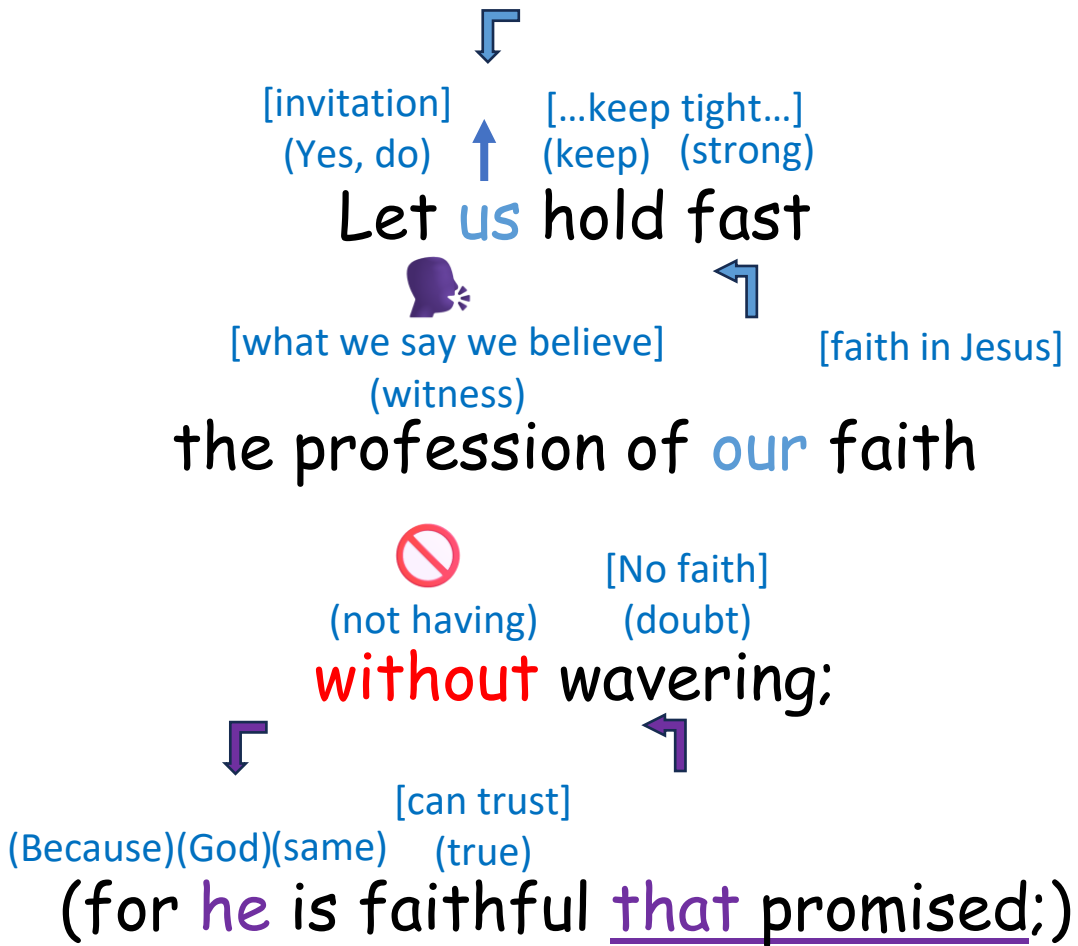 [invitation] [...keep tight...]
(Yes, do) (keep) (strong)
Let us hold fast
[what we say we believe] [faith in Jesus]
(witness)
the profession of our faith
[No faith]
(not having) (doubt)
without wavering;
[can trust]
(Because)(God)(same) (true)
(for he is faithful that promised;)